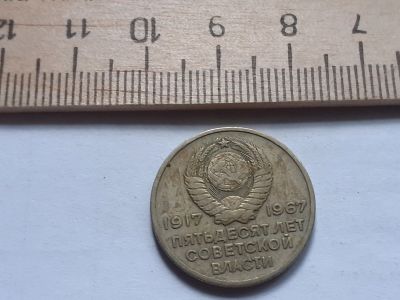 12 11 10 9 8 7
1917 1967
ПЯТЬДЕСЯТ ЛЕТ
СОВЕТСКОЙ
ВЛАСТИ